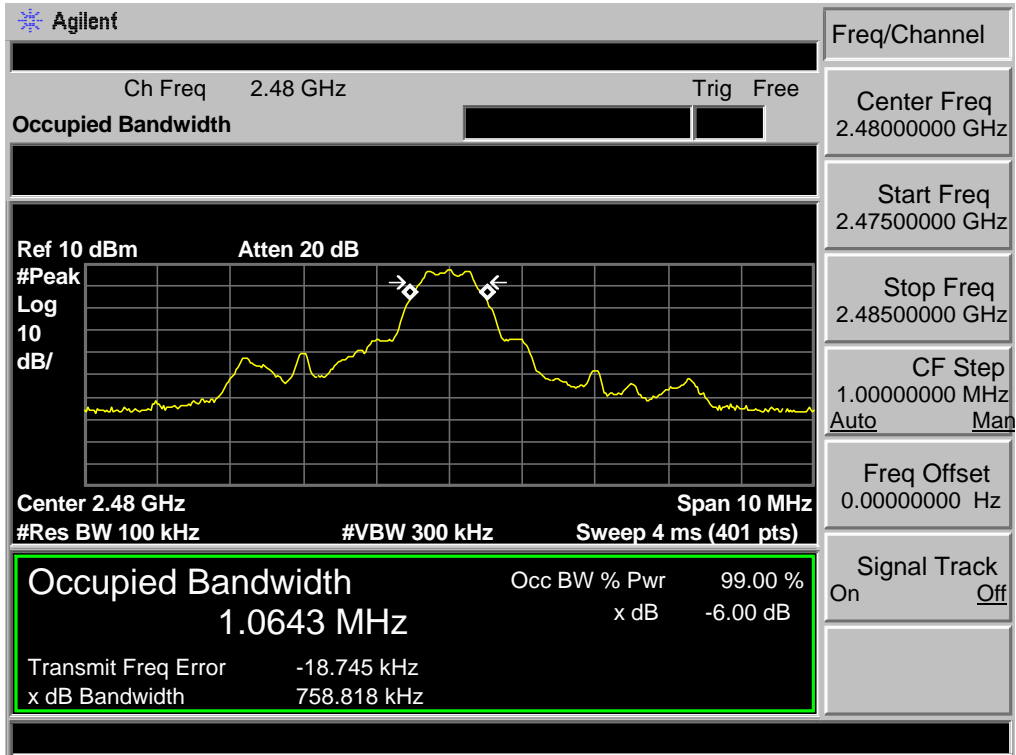 Agilent
Freq/Channel
Ch Freq 2.48 GHz Trig Free
Occupied Bandwidth
Center Freq
2.48000000 GHz
Start Freq
2.47500000 GHz
Ref 10 dBm Atten 20 dB
#Peak
Log
10
dB/
Stop Freq
2.48500000 GHz
CF Step
1.00000000 MHz
Auto Man
Freq Offset
0.00000000 Hz
Center 2.48 GHz Span 10 MHz
#Res BW 100 kHz #VBW 300 kHz Sweep 4 ms (401 pts)
Signal Track
On Off
Occupied Bandwidth
1.0643 MHz
Occ BW % Pwr 99.00 %
x dB -6.00 dB
Transmit Freq Error -18.745 kHz
x dB Bandwidth 758.818 kHz